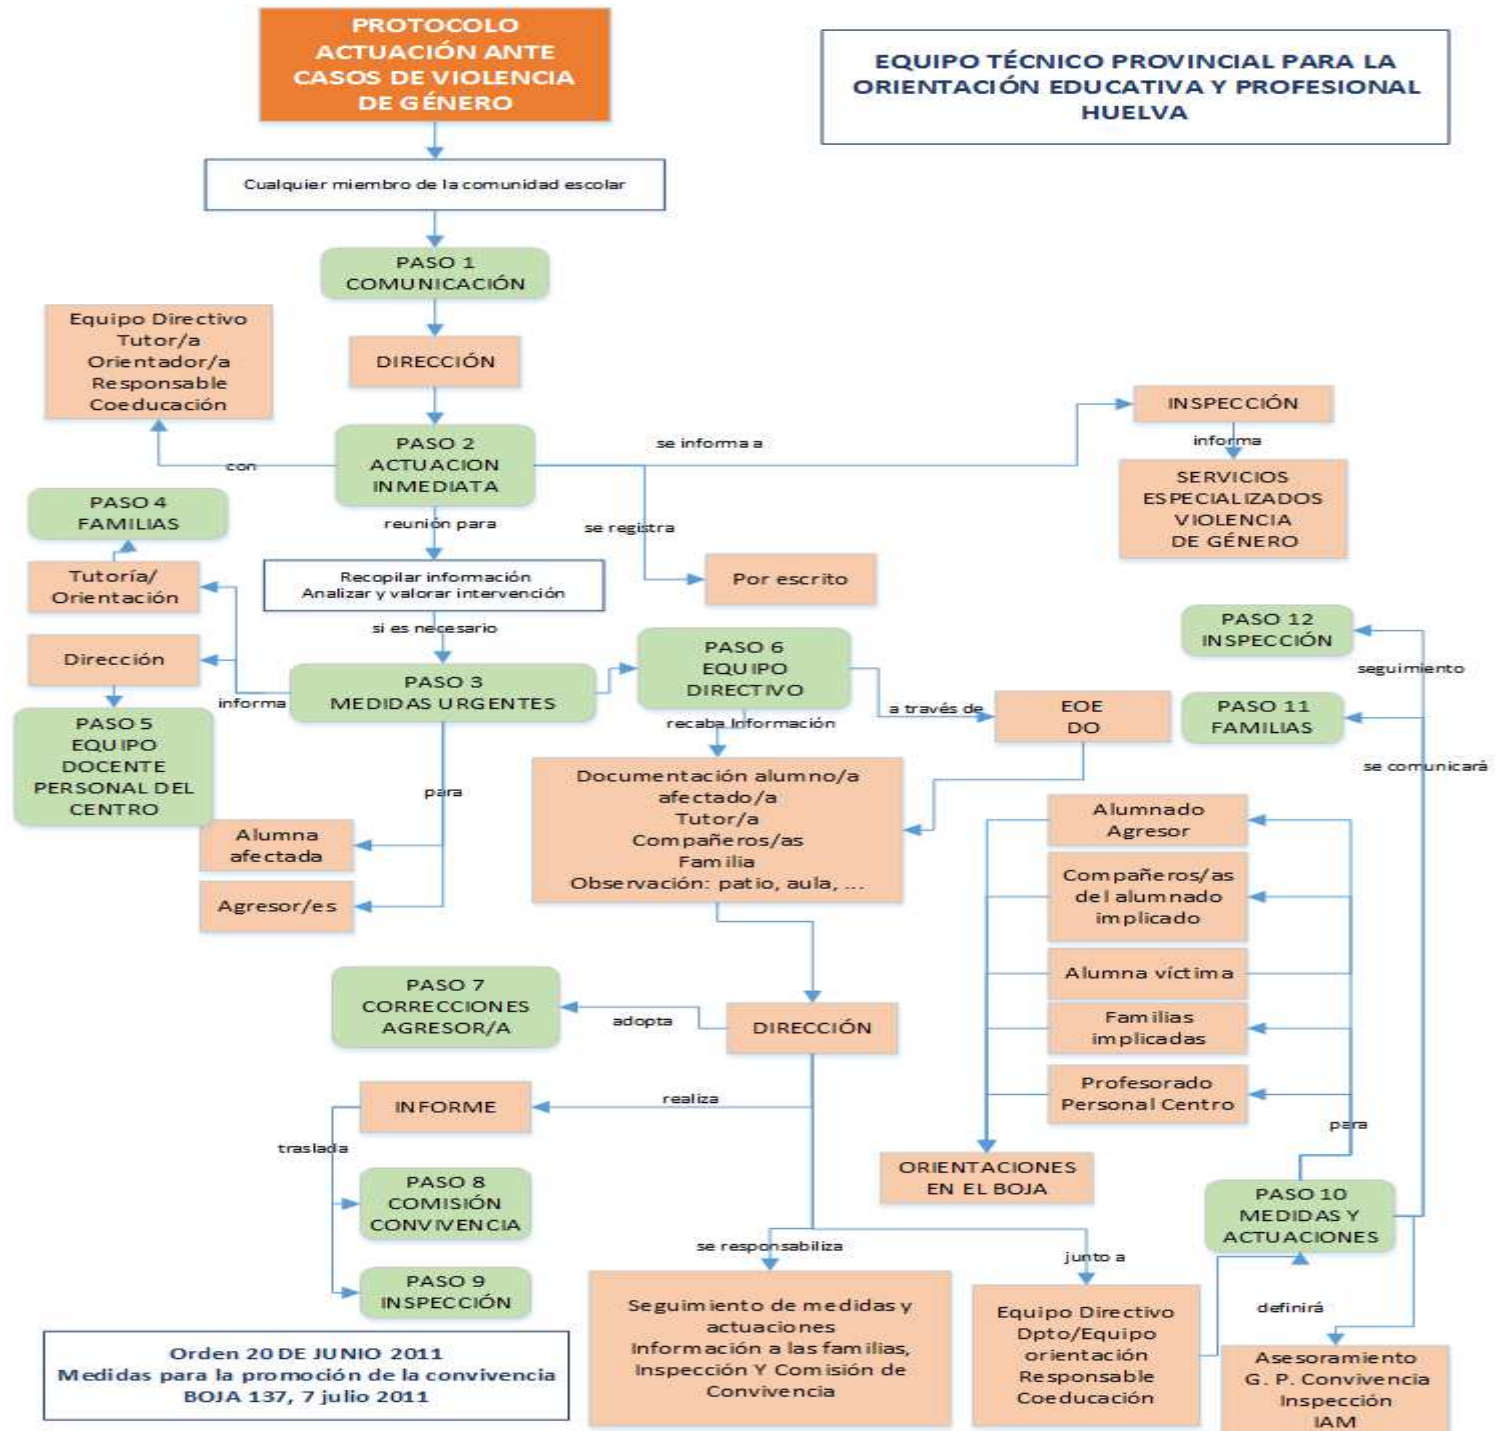 PROTOCOLO
ACTUACIÓN ANTE
CASOS DE VIOLENCIA
DE GÉNERO
EQUIPO TÉCNICO PROVINCIAL PARA LA
ORIENTACIÓN EDUCATIVA Y PROFESIONAL
HUELVA
Cualquier miembro de la comunidad escolar
PASO 1
COMUNICACIÓN
DIRECCIÓN
Equipo Directivo
Tutor/a
Orientador/a
Responsable
Coeducación
con
PASO 2
ACTUACION
INMEDIATA
se informa a
INSPECCIÓN
informa
SERVICIOS
ESPECIALIZADOS
VIOLENCIA
DE GÉNERO
reunión para
se registra
Por escrito
Recopilar información
Analizar y valorar intervención
si es necesario
PASO 4
FAMILIAS
Tutoría/
Orientación
Dirección
informa
PASO 3
MEDIDAS URGENTES
PASO 5
EQUIPO
DOCENTE
PERSONAL DEL
CENTRO
para
Alumna
afectada
Agresor/es
PASO 6
EQUIPO
DIRECTIVO
recaba Información
a través de
EOE
DO
Documentación alumno/a
afectado/a
Tutor/a
Compañeros/as
Familia
Observación: patio, aula, ...
PASO 12
INSPECCIÓN
seguimiento
PASO 11
FAMILIAS
se comunicará
Alumnado
Agresor
Compañeros/as
del alumnado
implicado
Alumna víctima
Familias
implicadas
Profesorado
Personal Centro
para
ORIENTACIONES
EN EL BOJA
PASO 7
CORRECCIONES
AGRESOR/A
adopta
DIRECCIÓN
INFORME
realiza
traslada
PASO 8
COMISIÓN
CONVIVENCIA
PASO 9
INSPECCIÓN
se responsabiliza
Seguimiento de medidas y
actuaciones
Información a las familias,
Inspección Y Comisión de
Convivencia
junto a
Equipo Directivo
Dpto/Equipo
orientación
Responsable
Coeducación
PASO 10
MEDIDAS Y
ACTUACIONES
definirá
Asesoramiento
G. P. Convivencia
Inspección
IAM
Orden 20 DE JUNIO 2011
Medidas para la promoción de la convivencia
BOJA 137, 7 julio 2011